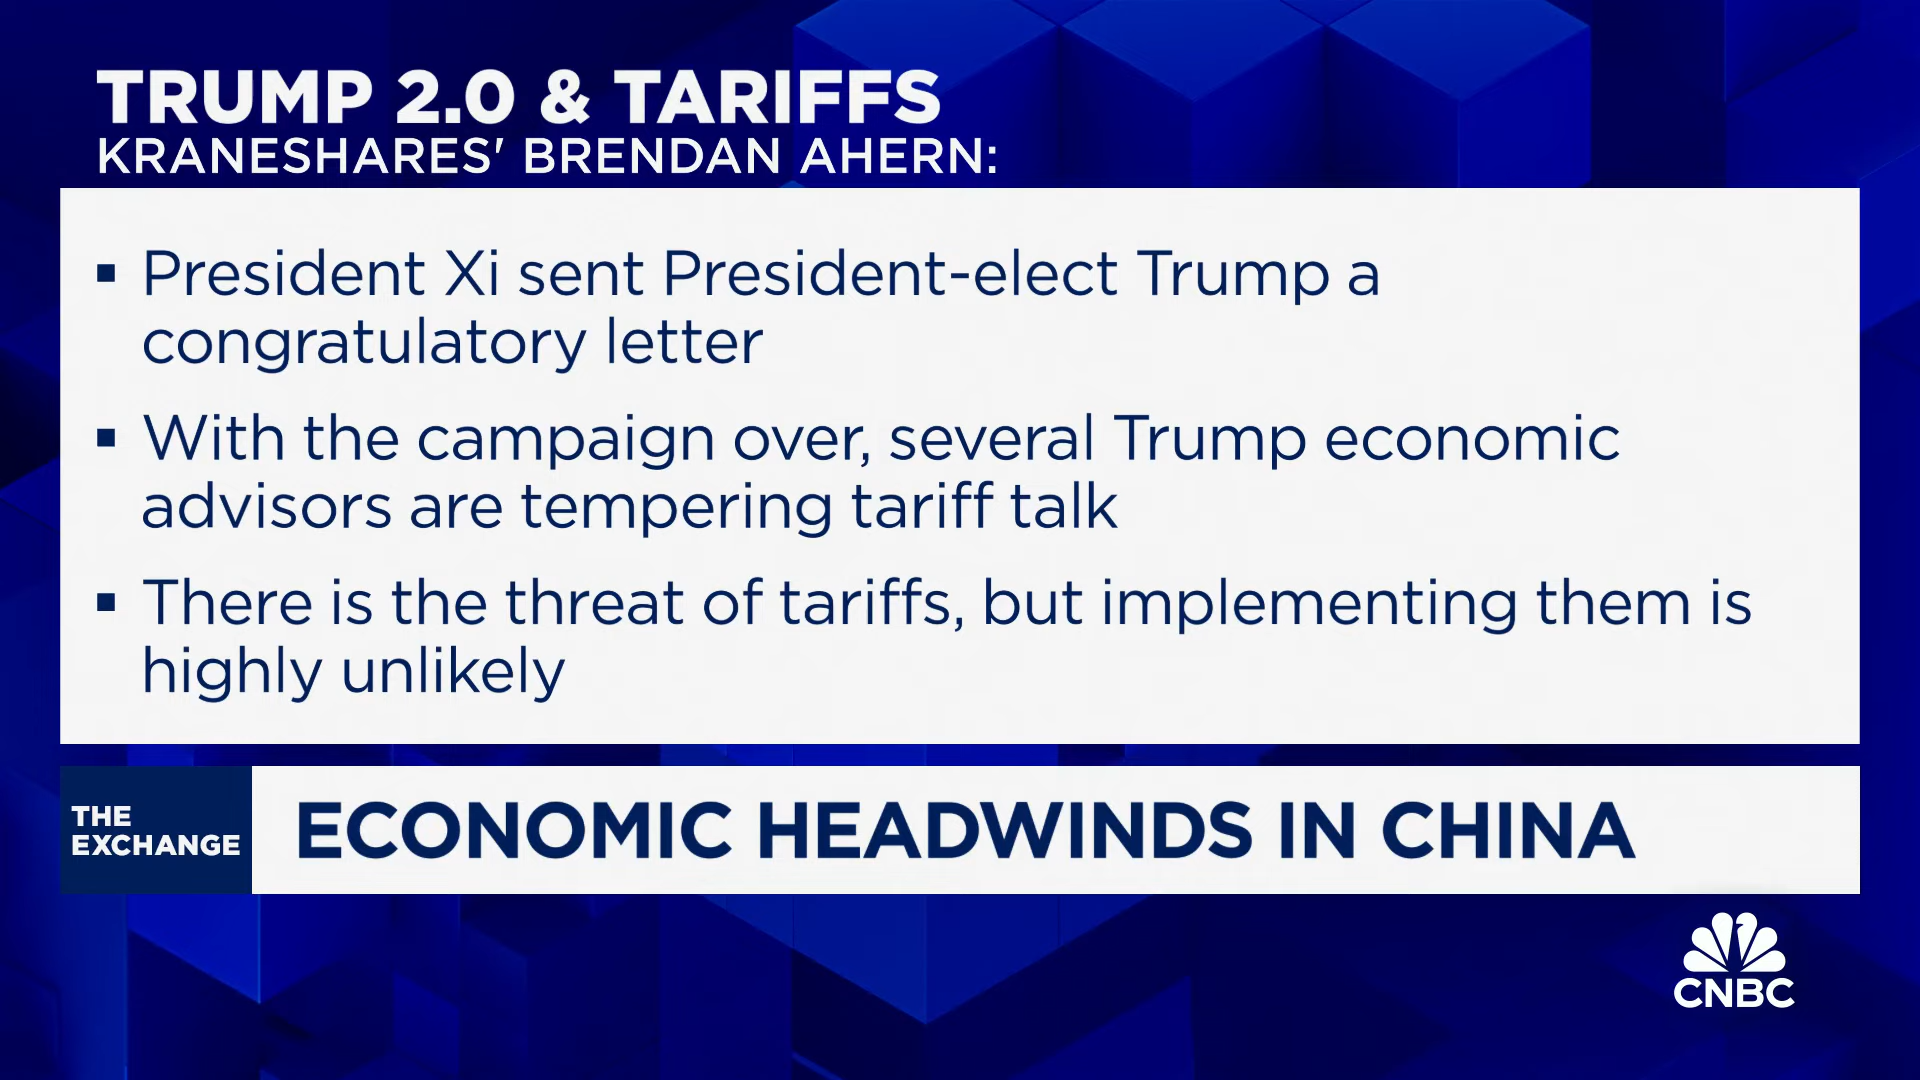 TRUMP 2.0 & TARIFFS
KRANESHARES' BRENDAN AHERN:
▪ President Xi sent President-elect Trump a
congratulatory letter
▪ With the campaign over, several Trump economic
advisors are tempering tariff talk
▪ There is the threat of tariffs, but implementing them is
highly unlikely
THE
EXCHANGE
ECONOMIC HEADWINDS IN CHINA
CNBC